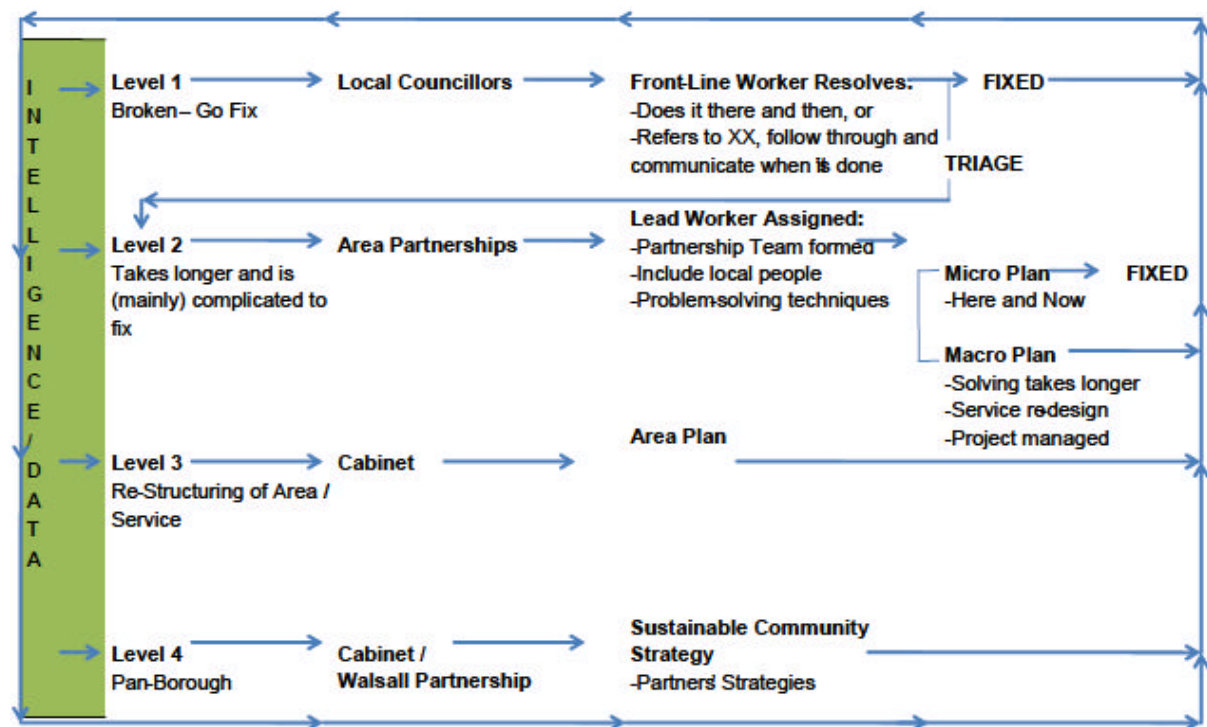 INTELLIGENCE/DATA
Level 1
Broken – Go Fix
Local Councillors
Front-Line Worker Resolves:
-Does it there and then, or
-Refers to XX, follow through and
communicate when it's done
FIXED
TRIAGE
Level 2
Takes longer and is
(mainly) complicated to
fix
Area Partnerships
Lead Worker Assigned:
-Partnership Team formed
-Include local people
-Problem-solving techniques
Micro Plan
-Here and Now
FIXED
Macro Plan
-Solving takes longer
-Service re-design
-Project managed
Level 3
Re-Structuring of Area /
Service
Cabinet
Area Plan
Level 4
Pan-Borough
Cabinet /
Walsall Partnership
Sustainable Community
Strategy
-Partners' Strategies